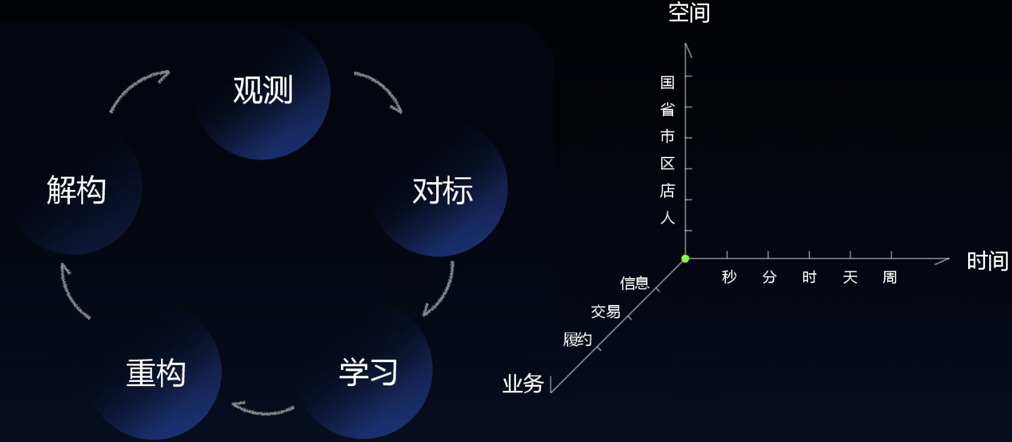 观测
对标
学习
重构
解构
空间
国
省
市
区
店
人
时间
秒 分 时 天 周
信息
交易
履约
业务